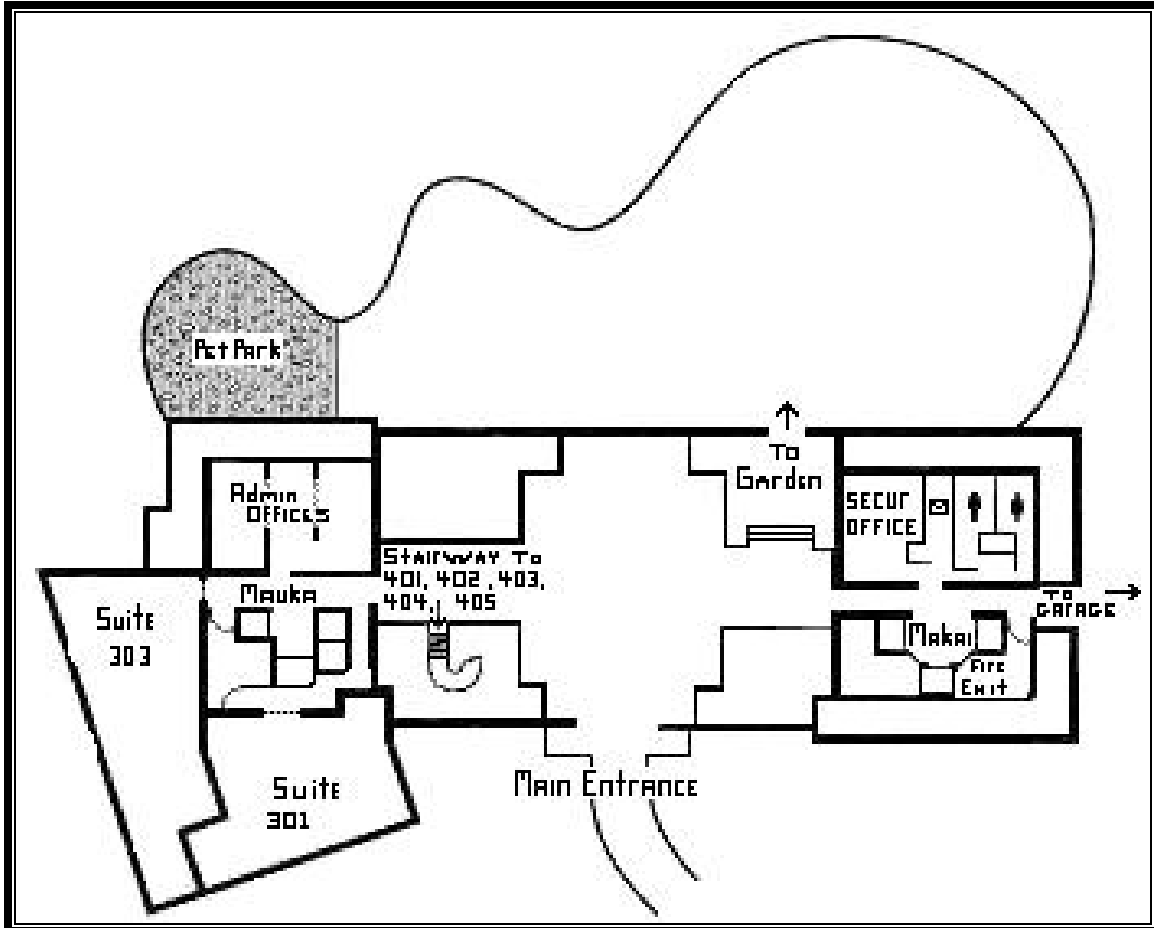 Pet Park
To
Garden
Admin
Offices
Secur
Office
Stairway to
401, 402, 403,
404, 405
Mauka
To
Garage
Suite
303
Makai
Fire
Exit
Suite
301
Main Entrance